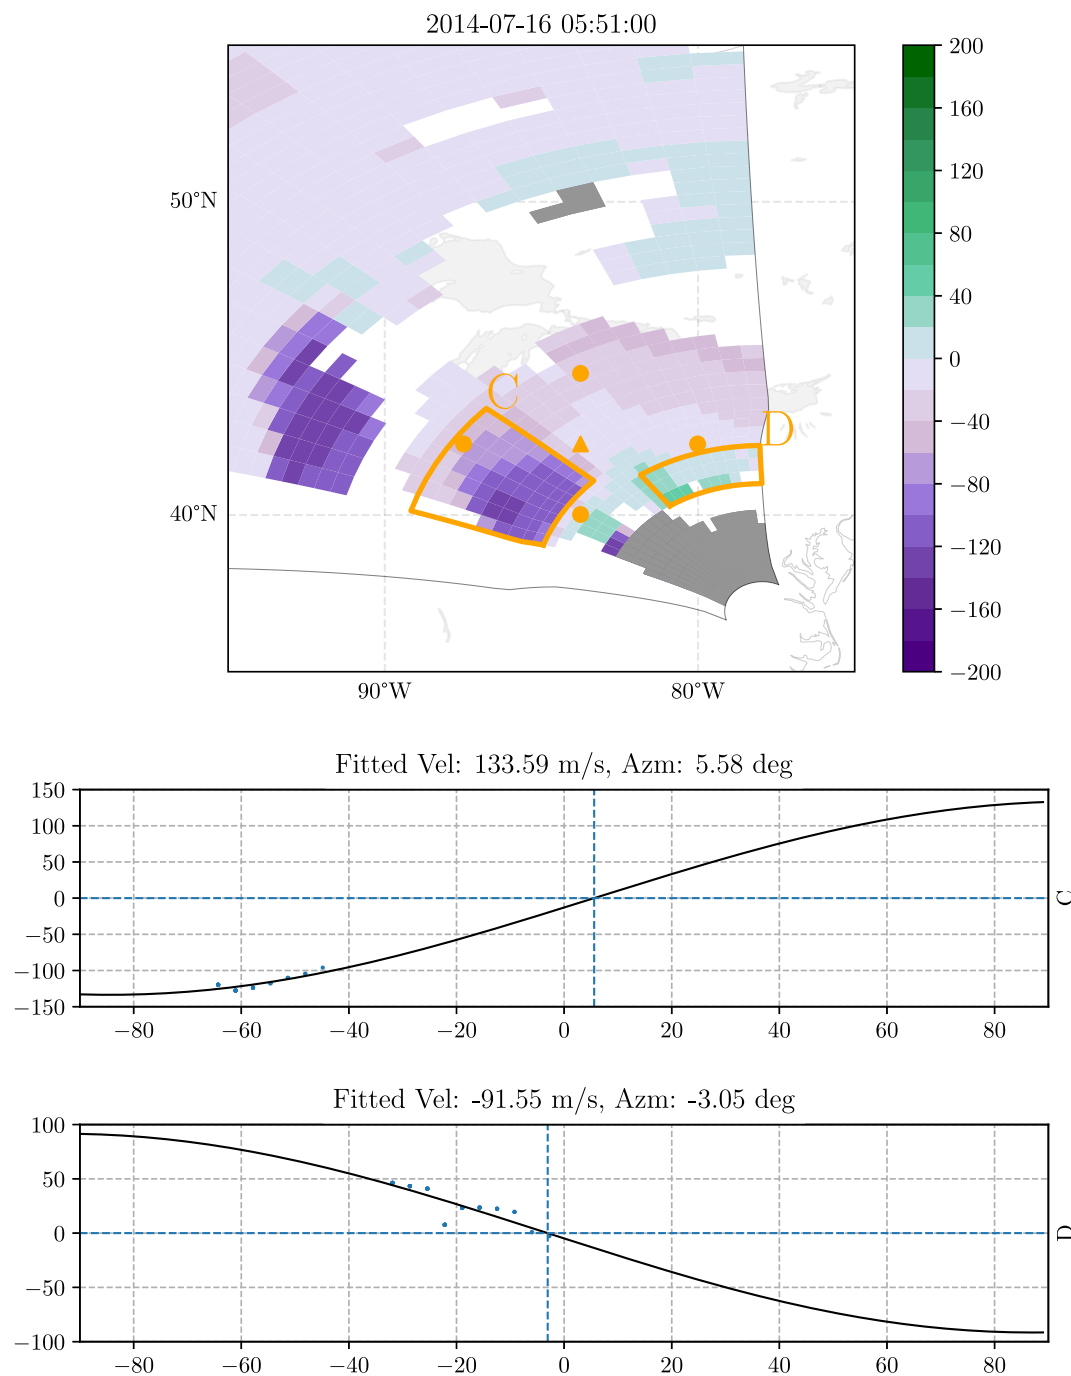 2014-07-16 05:51:00
200
160
120
80
40
0
−40
−80
−120
−160
−200
50°N
40°N
90°W
80°W
C
D
Fitted Vel: 133.59 m/s, Azm: 5.58 deg
150
100
50
0
−50
−100
−150
−80 −60 −40 −20 0 20 40 60 80
C
Fitted Vel: -91.55 m/s, Azm: -3.05 deg
100
50
0
−50
−100
−80 −60 −40 −20 0 20 40 60 80
D